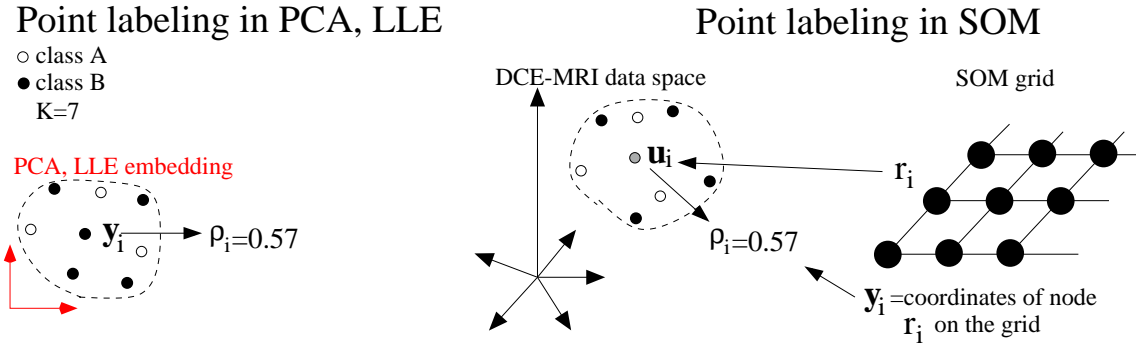 Point labeling in PCA, LLE
class A
class B
K=7
PCA, LLE embedding
y_i
ρ_i=0.57
Point labeling in SOM
DCE-MRI data space
SOM grid
u_i
r_i
ρ_i=0.57
y_i =coordinates of node
r_i on the grid